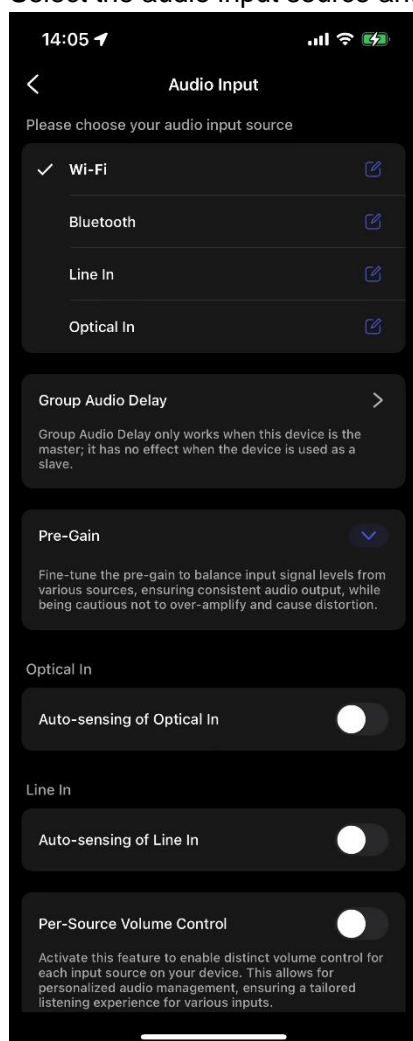 14:05
Audio Input
Please choose your audio input source
Wi-Fi
Bluetooth
Line In
Optical In
Group Audio Delay
Group Audio Delay only works when this device is the
master; it has no effect when the device is used as a
slave.
Pre-Gain
Fine-tune the pre-gain to balance input signal levels from
various sources, ensuring consistent audio output, while
being cautious not to over-amplify and cause distortion.
Optical In
Auto-sensing of Optical In
Line In
Auto-sensing of Line In
Per-Source Volume Control
Activate this feature to enable distinct volume control for
each input source on your device. This allows for
personalized audio management, ensuring a tailored
listening experience for various inputs.